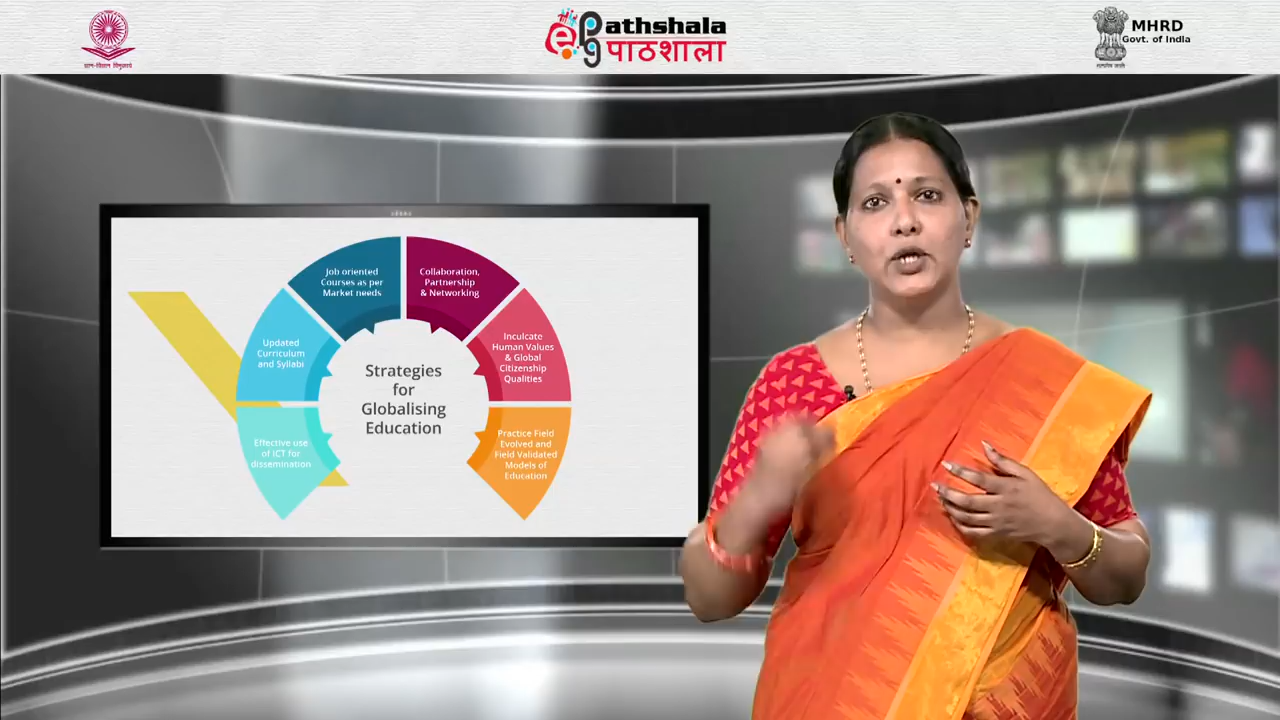 ePathshala
पाठशाला
MHRD
Govt. of India
Job oriented
Courses as per
Market needs
Collaboration,
Partnership
& Networking
Updated
Curriculum
and Syllabi
Inculcate
Human Values
& Global
Citizenship
Qualities
Strategies
for
Globalising
Education
Effective use
of ICT for
dissemination
Practice Field
Evolved and
Field Validated
Models of
Education